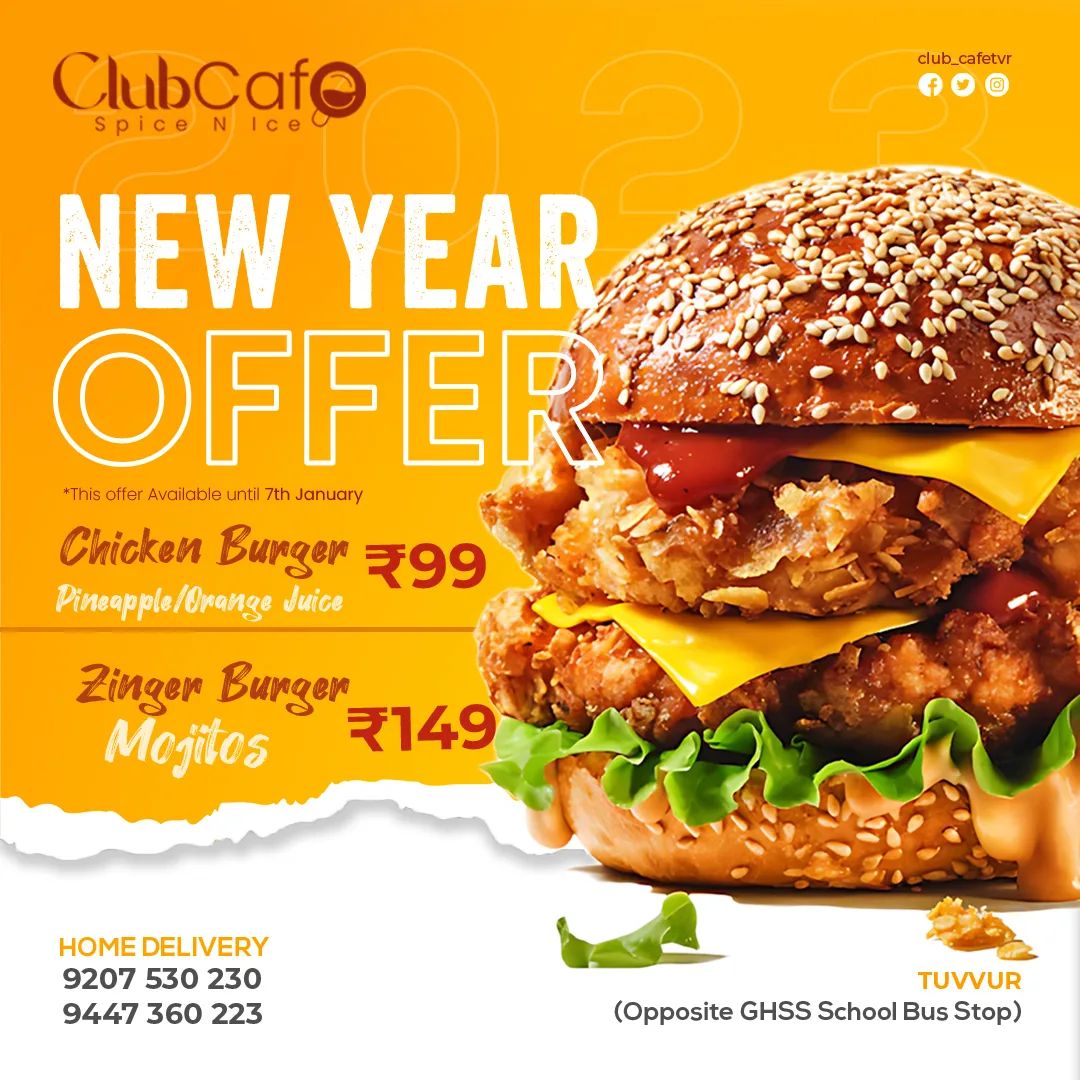 ClubCafe
Spice N Ice
club_cafetvr
2023
NEW YEAR
OFFER
*This offer Available until 7th January
Chicken Burger ₹99
Pineapple/Orange Juice
Zinger Burger ₹149
Mojitos
HOME DELIVERY
9207 530 230
9447 360 223
TUVVUR
(Opposite GHSS School Bus Stop)